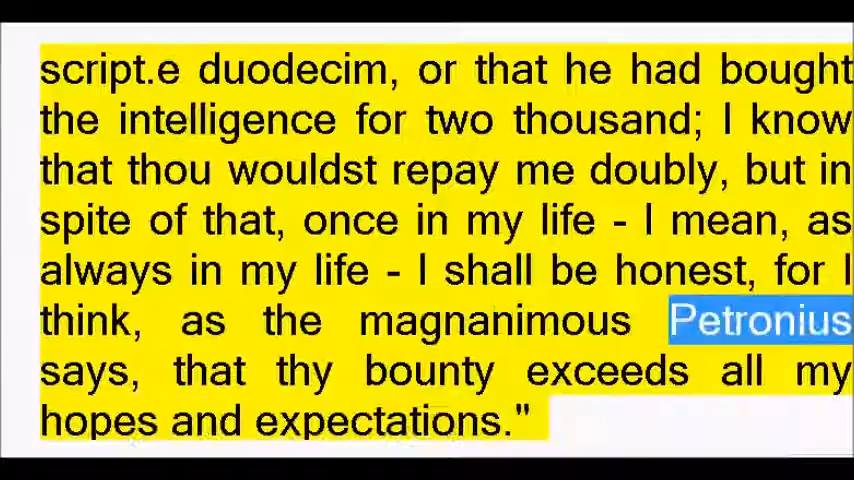 script.e duodecim, or that he had bought
the intelligence for two thousand; I know
that thou wouldst repay me doubly, but in
spite of that, once in my life - I mean, as
always in my life - I shall be honest, for I
think, as the magnanimous Petronius
says, that thy bounty exceeds all my
hopes and expectations."